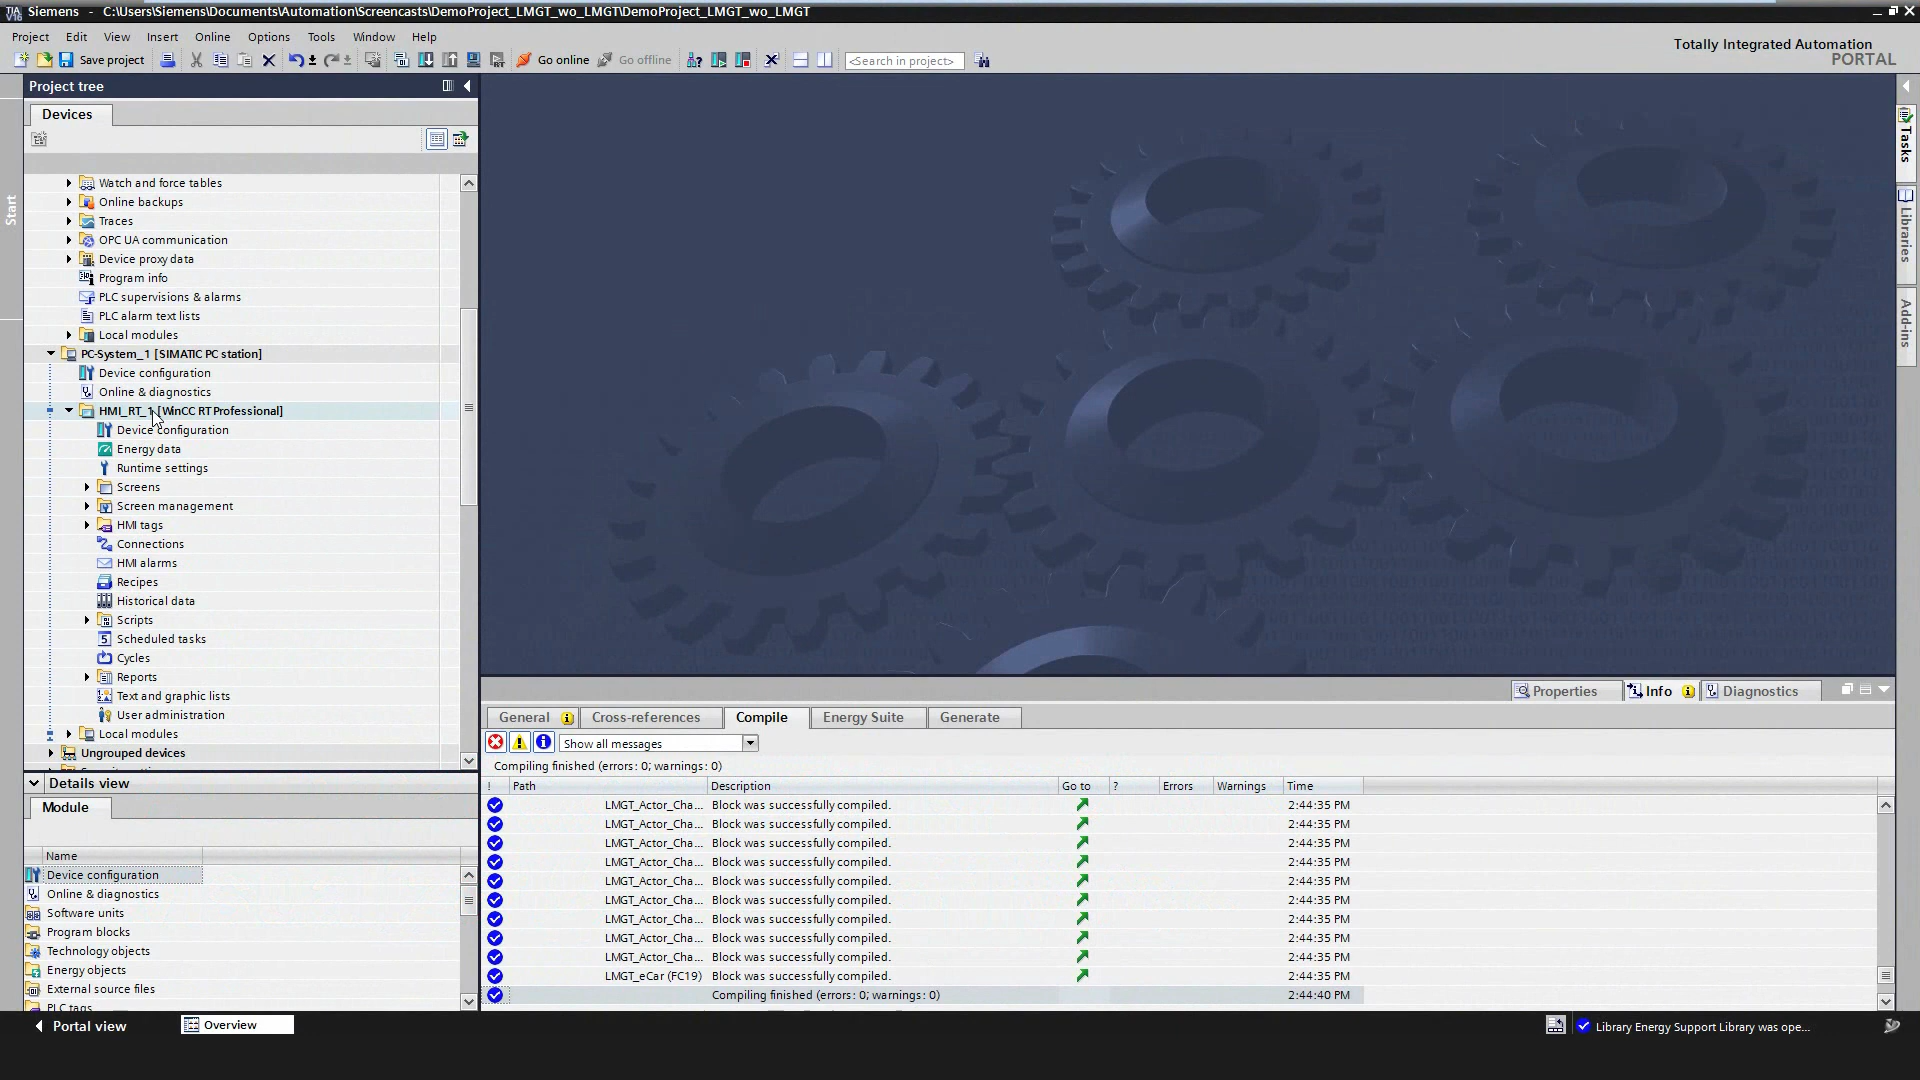 Siemens - C:\Users\Siemens\Documents\Automation\Screencasts\DemoProject_LMGT_wo_LMGT\DemoProject_LMGT_wo_LMGT
Project Edit View Insert Online Options Tools Window Help
Totally Integrated Automation
PORTAL
Save project
Go online
Go offline
<Search in project>
Project tree
Devices
Start
Watch and force tables
Online backups
Traces
OPC UA communication
Device proxy data
Program info
PLC supervisions & alarms
PLC alarm text lists
Local modules
PC-System_1 [SIMATIC PC station]
Device configuration
Online & diagnostics
HMI_RT_1 [WinCC RT Professional]
Device configuration
Energy data
Runtime settings
Screens
Screen management
HMI tags
Connections
HMI alarms
Recipes
Historical data
Scripts
Scheduled tasks
Cycles
Reports
Text and graphic lists
User administration
Local modules
Ungrouped devices
Details view
Module
Name
Device configuration
Online & diagnostics
Software units
Program blocks
Technology objects
Energy objects
External source files
PLC tags
Tasks
Libraries
Add-ins
Properties
Info
Diagnostics
General
Cross-references
Compile
Energy Suite
Generate
Show all messages
Compiling finished (errors: 0; warnings: 0)
! Path Description Go to ? Errors Warnings Time
LMGT_Actor_Cha... Block was successfully compiled. 2:44:35 PM
LMGT_Actor_Cha... Block was successfully compiled. 2:44:35 PM
LMGT_Actor_Cha... Block was successfully compiled. 2:44:35 PM
LMGT_Actor_Cha... Block was successfully compiled. 2:44:35 PM
LMGT_Actor_Cha... Block was successfully compiled. 2:44:35 PM
LMGT_Actor_Cha... Block was successfully compiled. 2:44:35 PM
LMGT_Actor_Cha... Block was successfully compiled. 2:44:35 PM
LMGT_Actor_Cha... Block was successfully compiled. 2:44:35 PM
LMGT_Actor_Cha... Block was successfully compiled. 2:44:35 PM
LMGT_eCar (FC19) Block was successfully compiled. 2:44:35 PM
Compiling finished (errors: 0; warnings: 0) 2:44:40 PM
Portal view
Overview
Library Energy Support Library was ope...